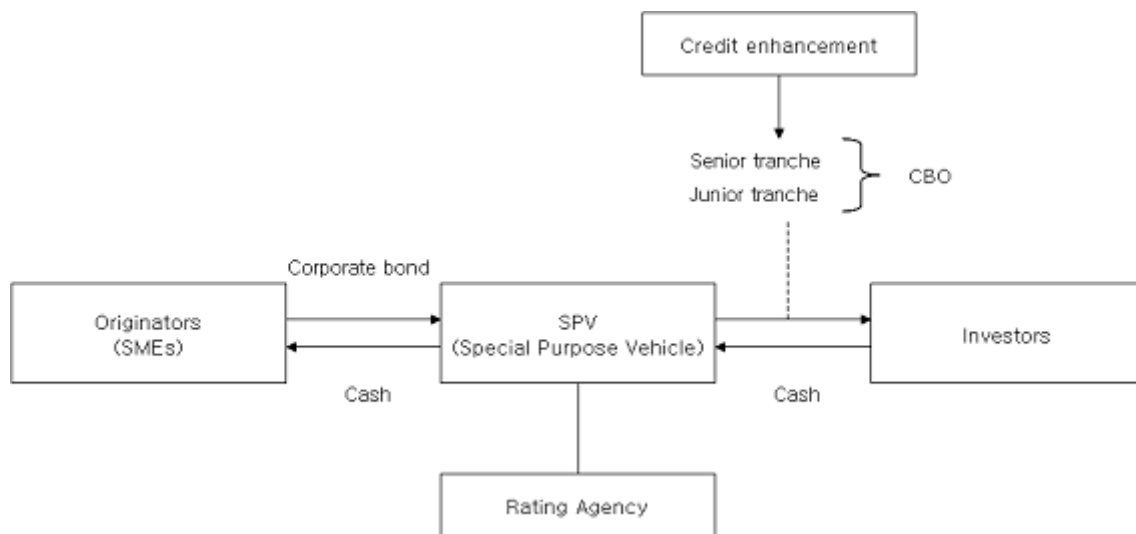 Credit enhancement
Senior tranche
Junior tranche
CBO
Corporate bond
Originators
(SMEs)
SPV
(Special Purpose Vehicle)
Investors
Cash
Cash
Rating Agency